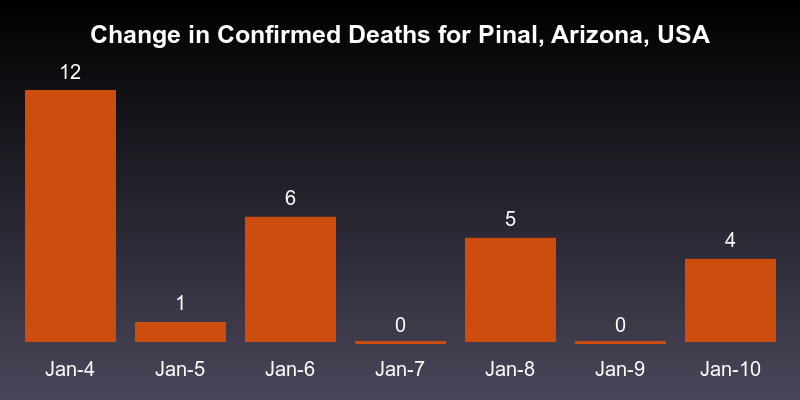 Change in Confirmed Deaths for Pinal, Arizona, USA
12
1
6
0
5
0
4
Jan-4
Jan-5
Jan-6
Jan-7
Jan-8
Jan-9
Jan-10